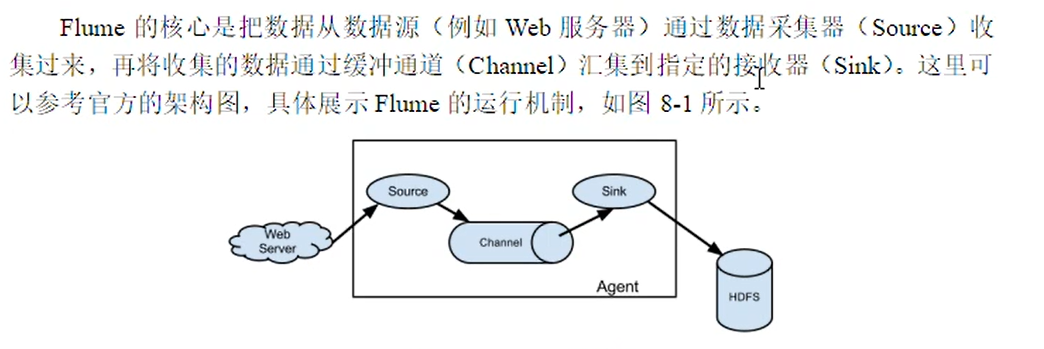 Flume 的核心是把数据从数据源（例如 Web 服务器）通过数据采集器（Source）收
集过来，再将收集的数据通过缓冲通道（Channel）汇集到指定的接收器（Sink）。这里可
以参考官方的架构图，具体展示 Flume 的运行机制，如图 8-1 所示。
Source
Sink
Web
Server
Channel
Agent
HDFS